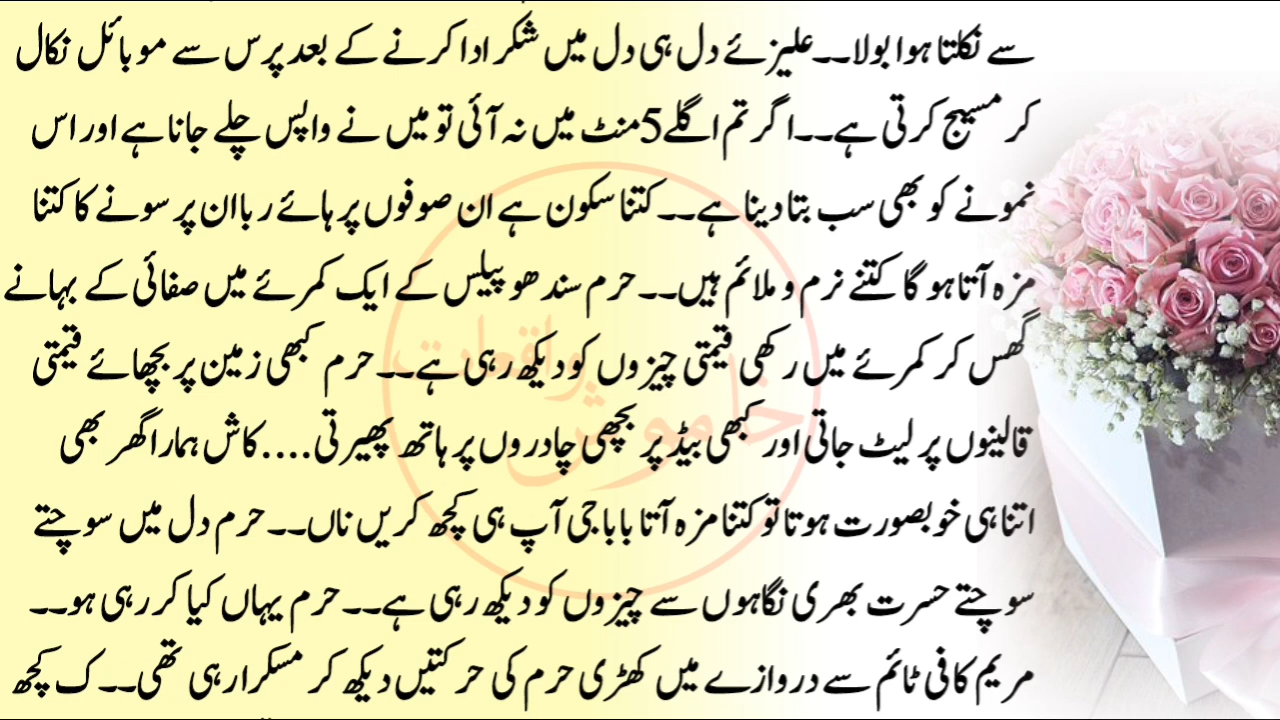 سے نکلتا ہوا بولا۔۔علیزے دل ہی دل میں شکر ادا کرنے کے بعد پرس سے موبائل نکال
کر مسیج کرتی ہے۔۔اگر تم اگلے5منٹ میں نہ آئی تو میں نے واپس چلے جانا ہے اور اس
نمونے کو بھی سب بتا دینا ہے۔۔کتنا سکون ہے ان صوفوں پر ہائے ربا ان پر سونے کا کتنا
مزہ آتا ہو گا کتنے نرم و ملائم ہیں۔۔حرم سندھو پیلس کے ایک کمرئے میں صفائی کے بہانے
گھس کر کمرئے میں رکھی قیمتی چیزوں کو دیکھ رہی ہے۔۔حرم کبھی زمین پر بچھائے قیمتی
قالینوں پر لیٹ جاتی اور کبھی بیڈ پر بچھی چادروں پر ہاتھ پھیرتی....کاش ہمارا گھر بھی
اتنا ہی خوبصورت ہوتا تو کتنا مزہ آتا بابا جی آپ ہی کچھ کریں ناں۔۔حرم دل میں سوچتے
سوچتے حسرت بھری نگاہوں سے چیزوں کو دیکھ رہی ہے۔۔حرم یہاں کیا کر رہی ہو۔۔
مریم کافی ٹائم سے دروازے میں کھڑی حرم کی حرکتیں دیکھ کر مسکرا رہی تھی۔۔ک کچھ
خاموش واقعات